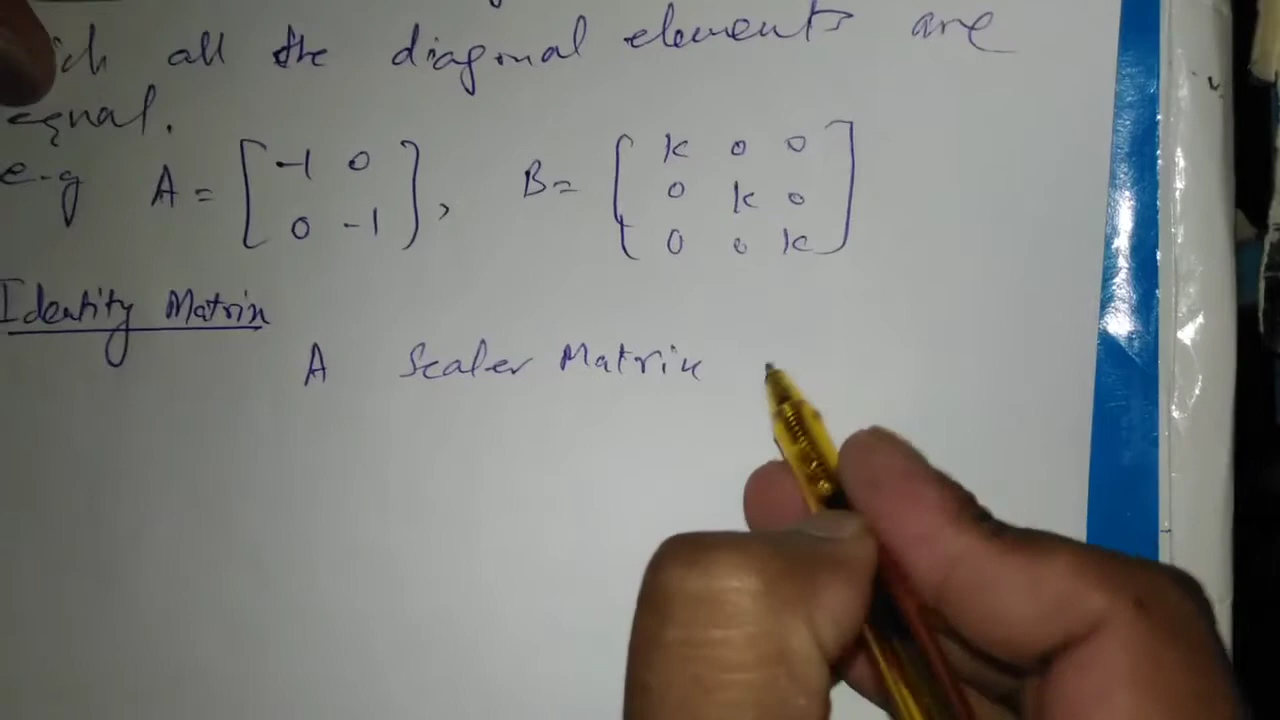 all the diagonal elements are
equal.
e-g A = [ -1 0 0 -1 ], B = [ k 0 0 0 k 0 0 0 k ]
Identity Matrix
A Scaler Matrix